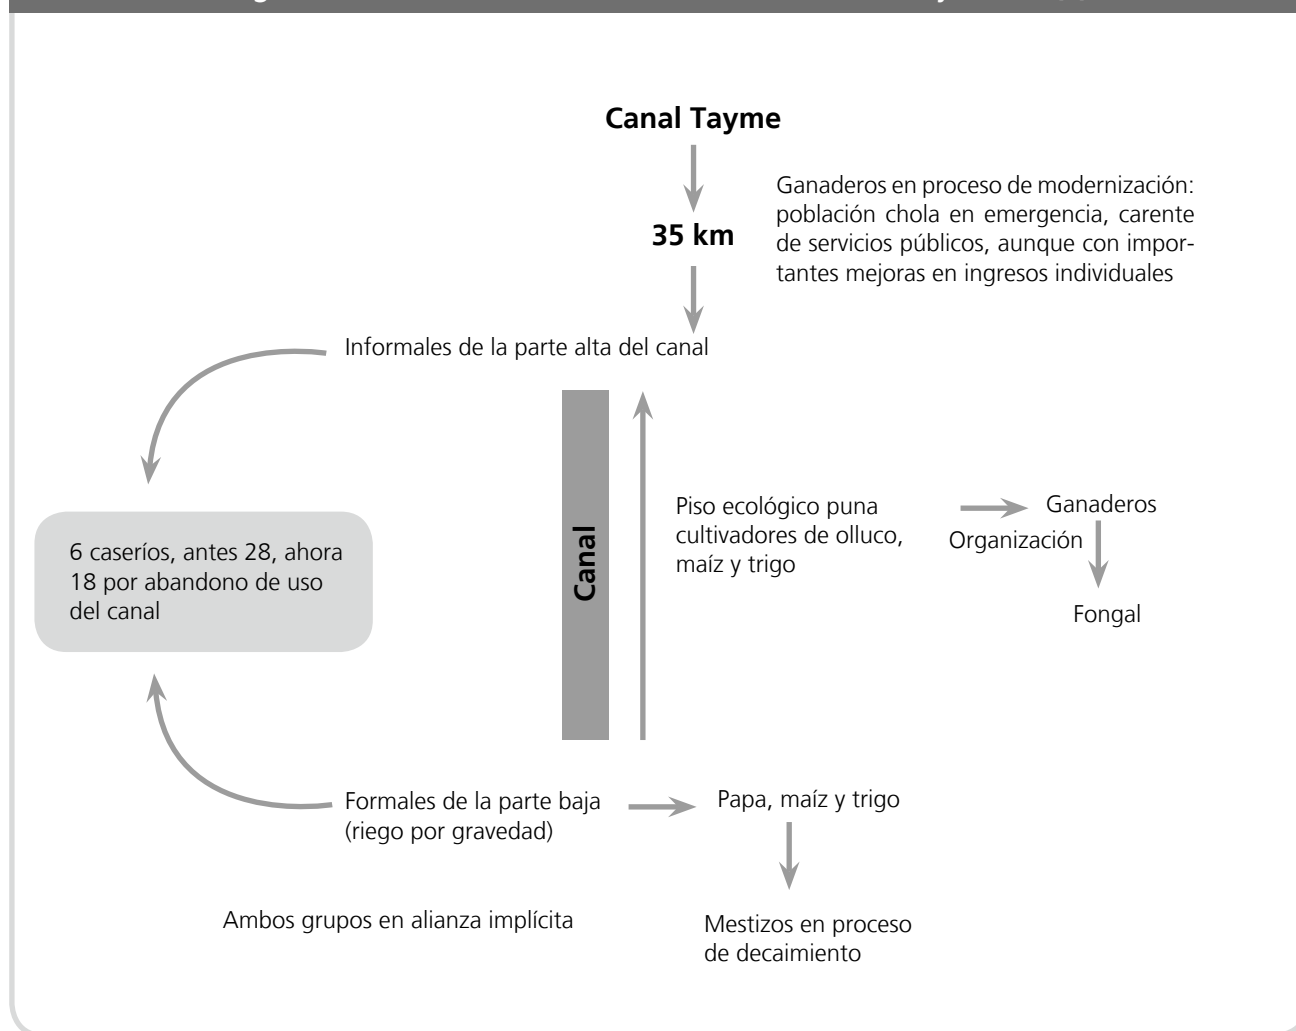 Canal Tayme
35 km
Ganaderos en proceso de modernización:
población chola en emergencia, carente
de servicios públicos, aunque con impor-
tantes mejoras en ingresos individuales
Informales de la parte alta del canal
Canal
Piso ecológico puna
cultivadores de olluco,
maíz y trigo
Ganaderos
Organización
Fongal
6 caseríos, antes 28, ahora
18 por abandono de uso
del canal
Formales de la parte baja
(riego por gravedad)
Papa, maíz y trigo
Ambos grupos en alianza implícita
Mestizos en proceso
de decaimiento